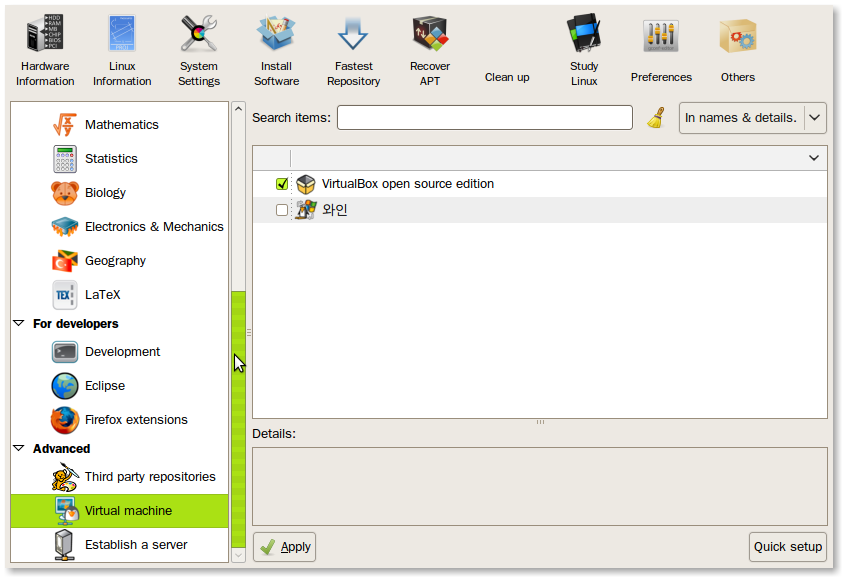 Hardware
Information
Linux
Information
System
Settings
Install
Software
Fastest
Repository
Recover
APT
Clean up
Study
Linux
Preferences
Others
Mathematics
Statistics
Biology
Electronics & Mechanics
Geography
LaTeX
For developers
Development
Eclipse
Firefox extensions
Advanced
Third party repositories
Virtual machine
Establish a server
Search items:
In names & details.
VirtualBox open source edition
와인
Details:
Apply
Quick setup
HDD
RAM
MB
CHIP
BIOS
PCI
TEX